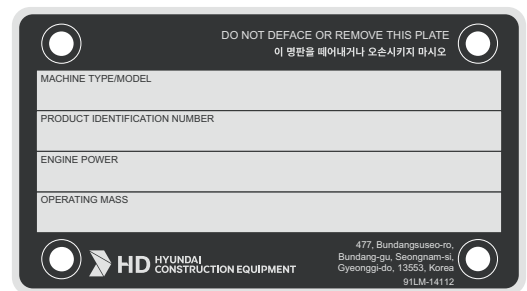 DO NOT DEFACE OR REMOVE THIS PLATE
이 명판을 떼어내거나 오손시키지 마시오
MACHINE TYPE/MODEL
PRODUCT IDENTIFICATION NUMBER
ENGINE POWER
OPERATING MASS
HD HYUNDAI
CONSTRUCTION EQUIPMENT
477, Bundangsuseo-ro,
Bundang-gu, Seongnam-si,
Gyeonggi-do, 13553, Korea
91LM-14112